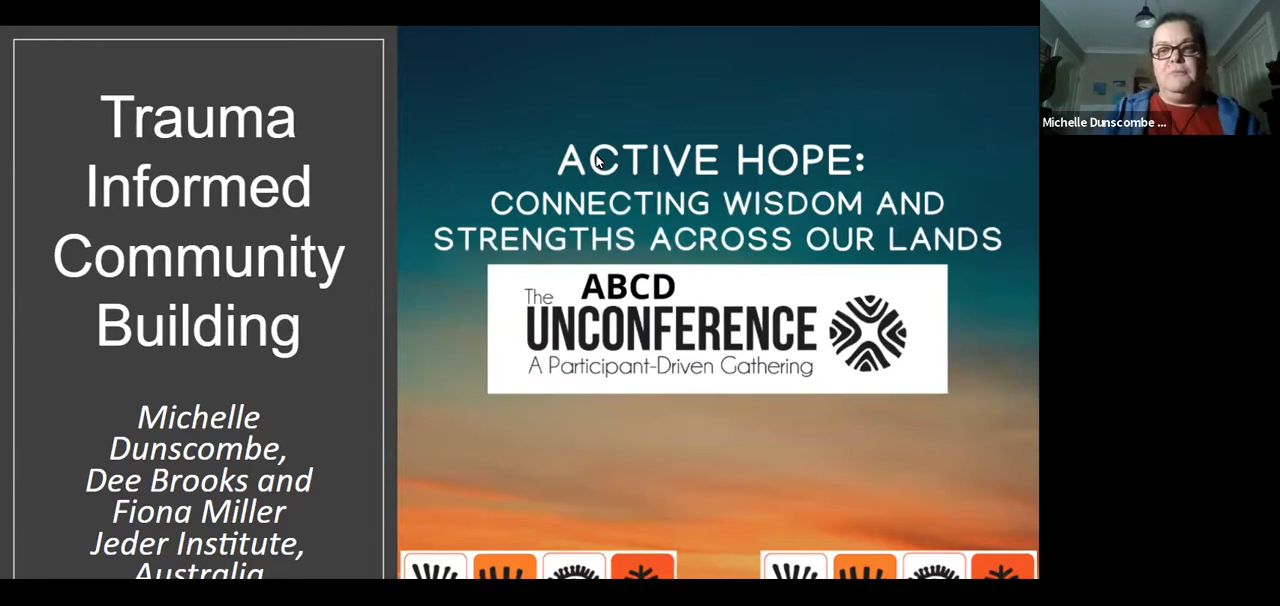 Trauma
Informed
Community
Building
Michelle
Dunscombe,
Dee Brooks and
Fiona Miller
Jeder Institute,
Australia
ACTIVE HOPE:
CONNECTING WISDOM AND
STRENGTHS ACROSS OUR LANDS
The ABCD
UNCONFERENCE
A Participant-Driven Gathering
Michelle Dunscombe ...